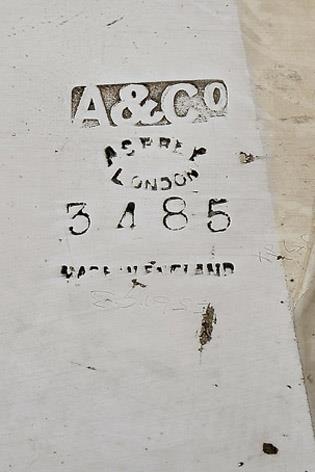 A&Co
ASPREY
LONDON
3485
MADE IN ENGLAND